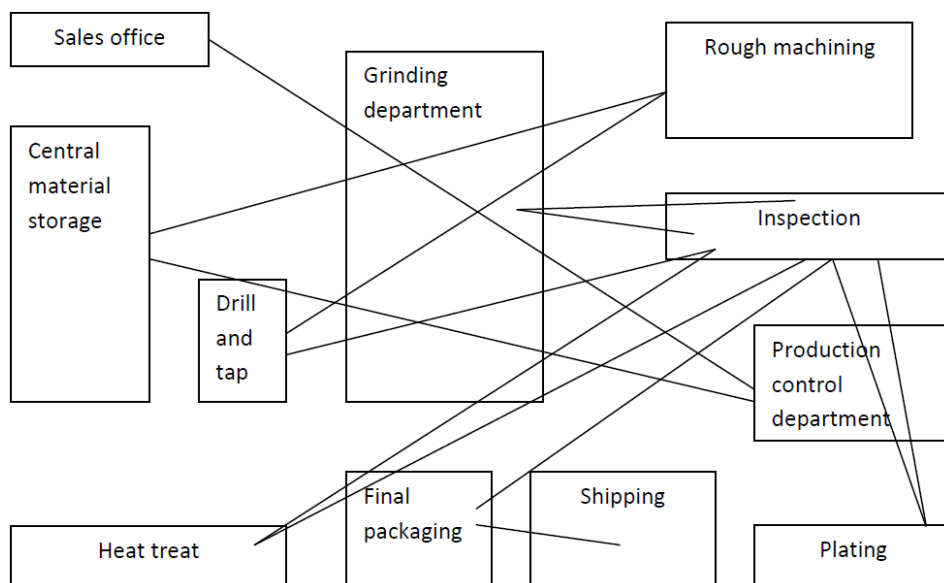 Sales office
Grinding
department
Rough machining
Central
material
storage
Inspection
Drill
and
tap
Production
control
department
Final
packaging
Shipping
Heat treat
Plating